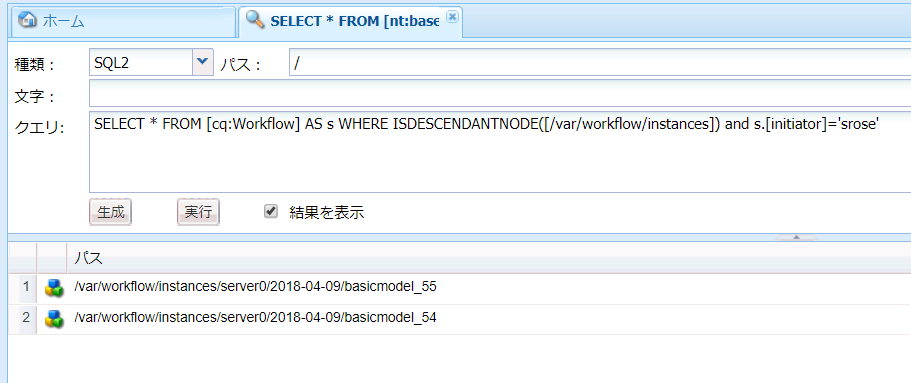 ホーム
SELECT * FROM [nt:base
種類： SQL2 パス： /
文字：
クエリ: SELECT * FROM [cq:Workflow] AS s WHERE ISDESCENDANTNODE([/var/workflow/instances]) and s.[initiator]='srose'
生成 実行 結果を表示
パス
1 /var/workflow/instances/server0/2018-04-09/basicmodel_55
2 /var/workflow/instances/server0/2018-04-09/basicmodel_54